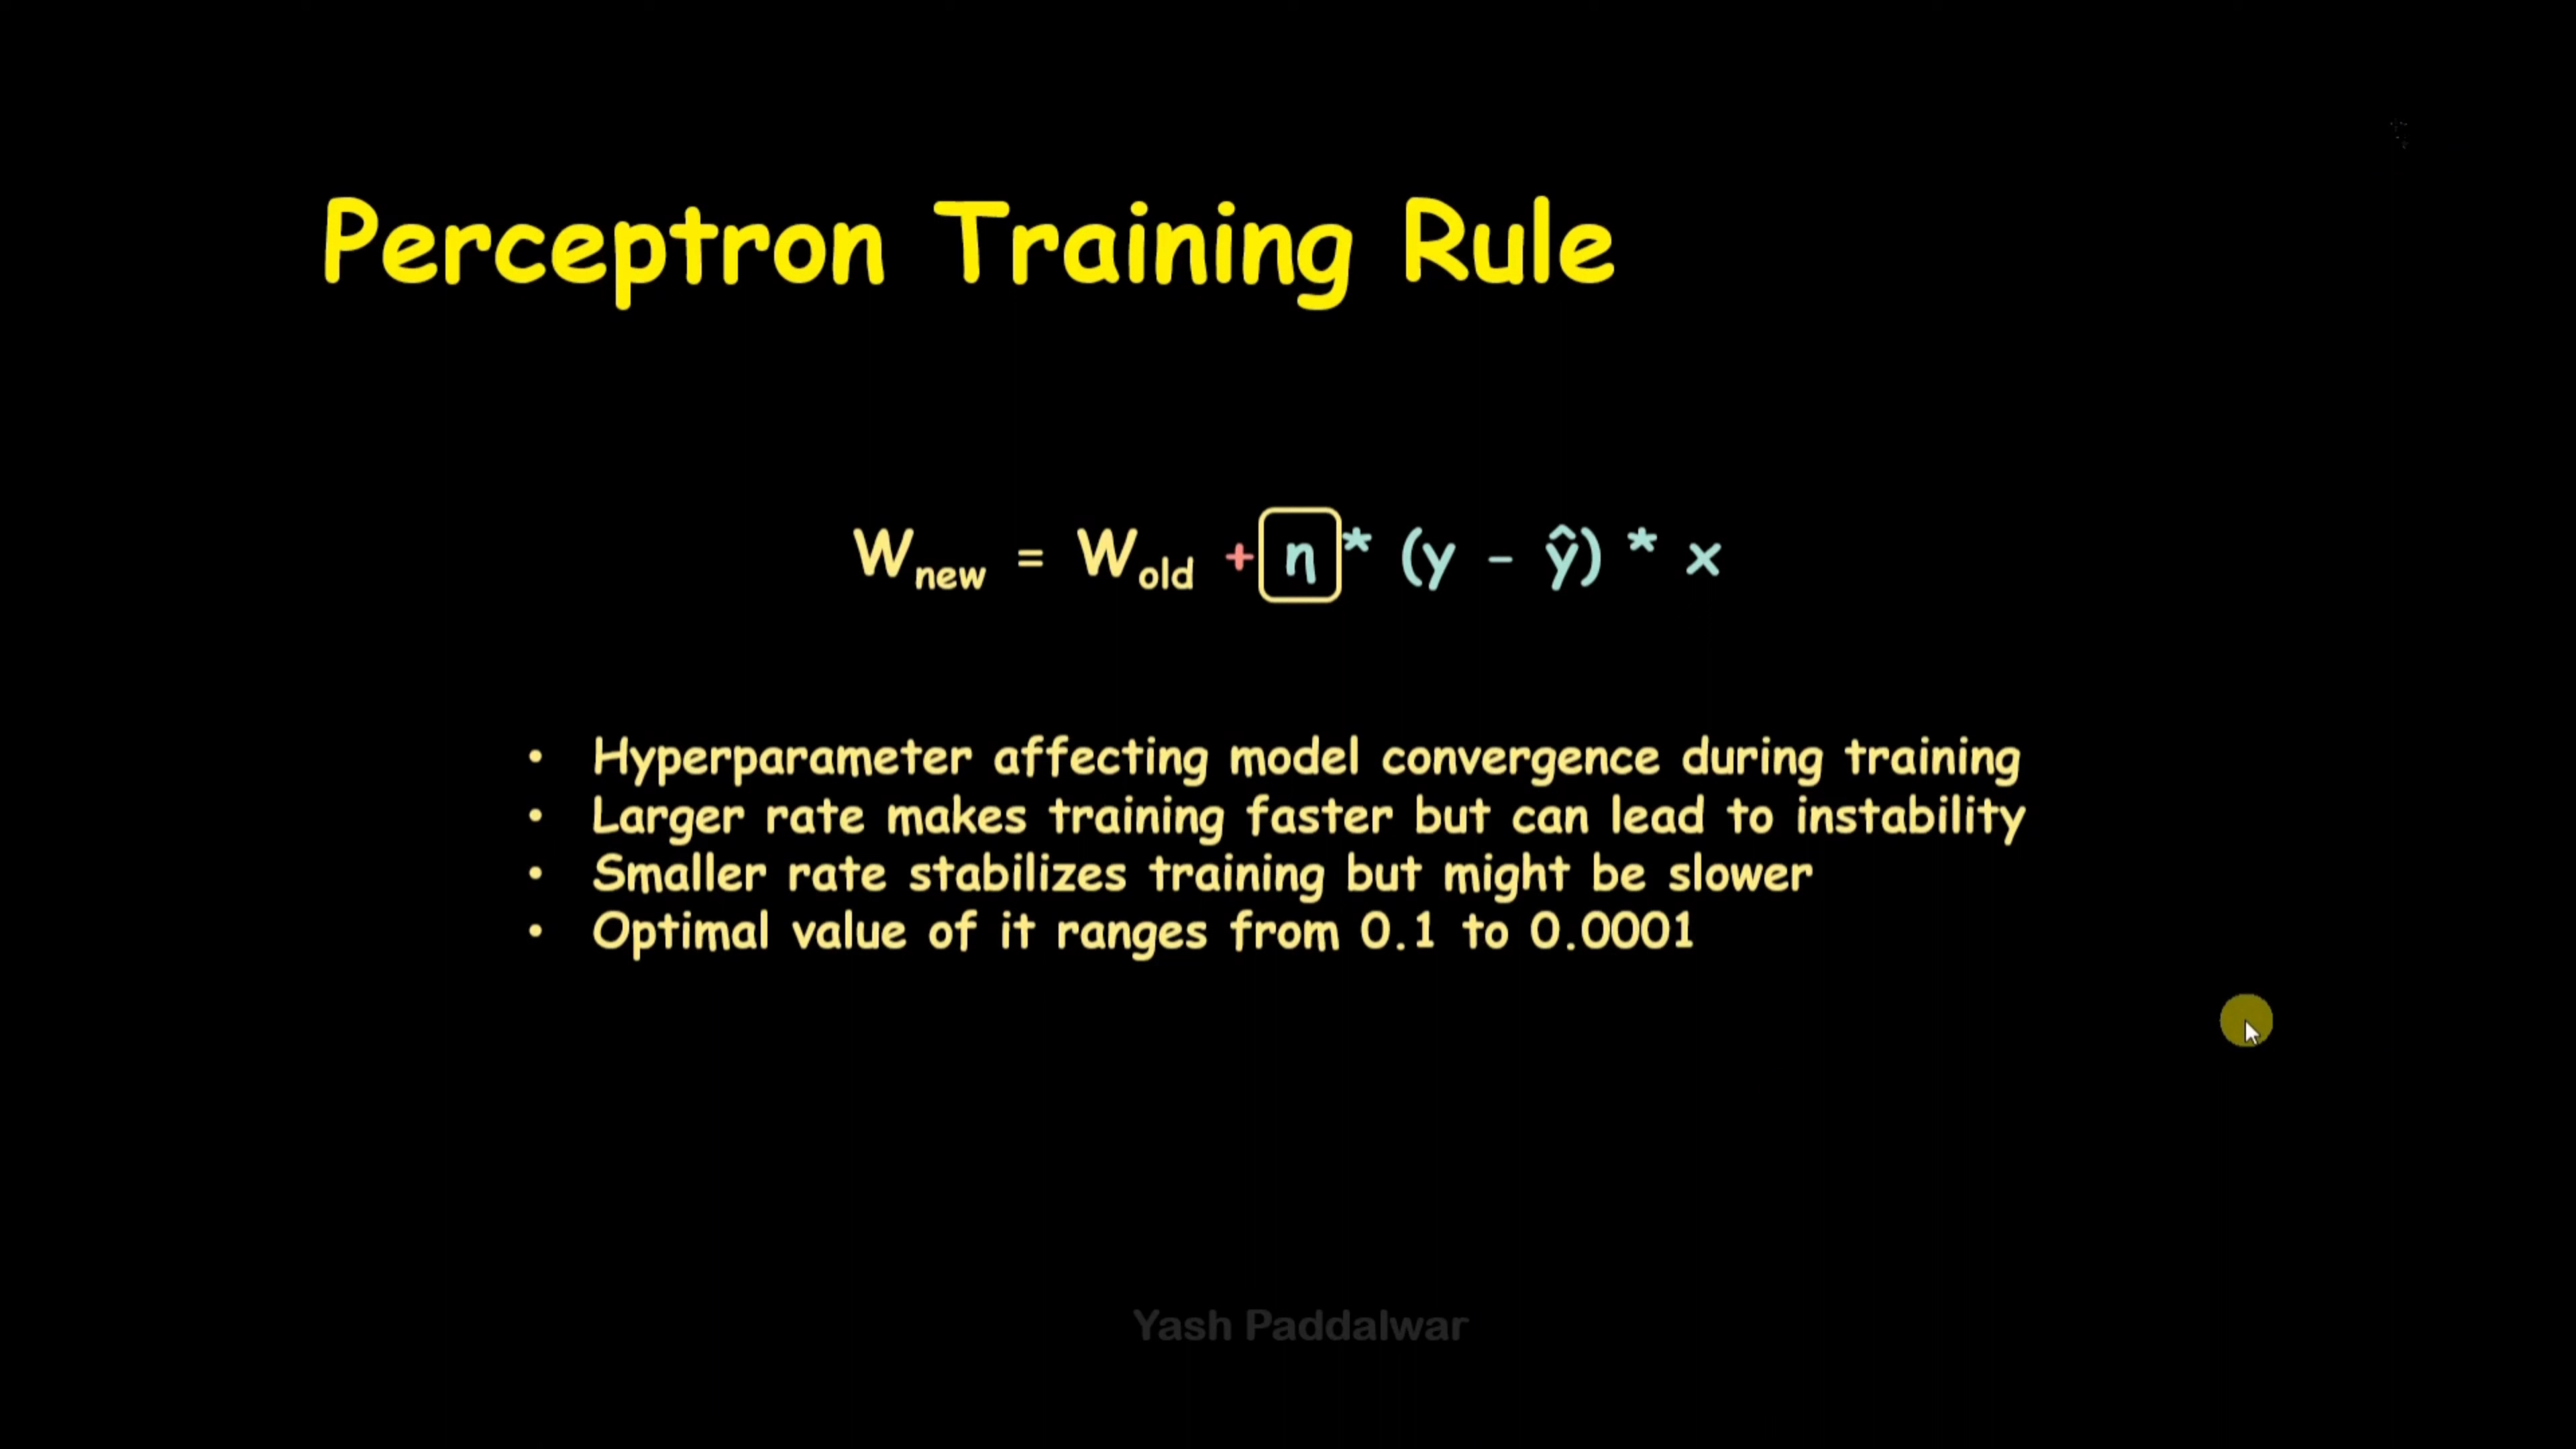 Perceptron Training Rule
Wnew = Wold + η * (y - ŷ) * x
• Hyperparameter affecting model convergence during training
• Larger rate makes training faster but can lead to instability
• Smaller rate stabilizes training but might be slower
• Optimal value of it ranges from 0.1 to 0.0001
Yash Paddalwar